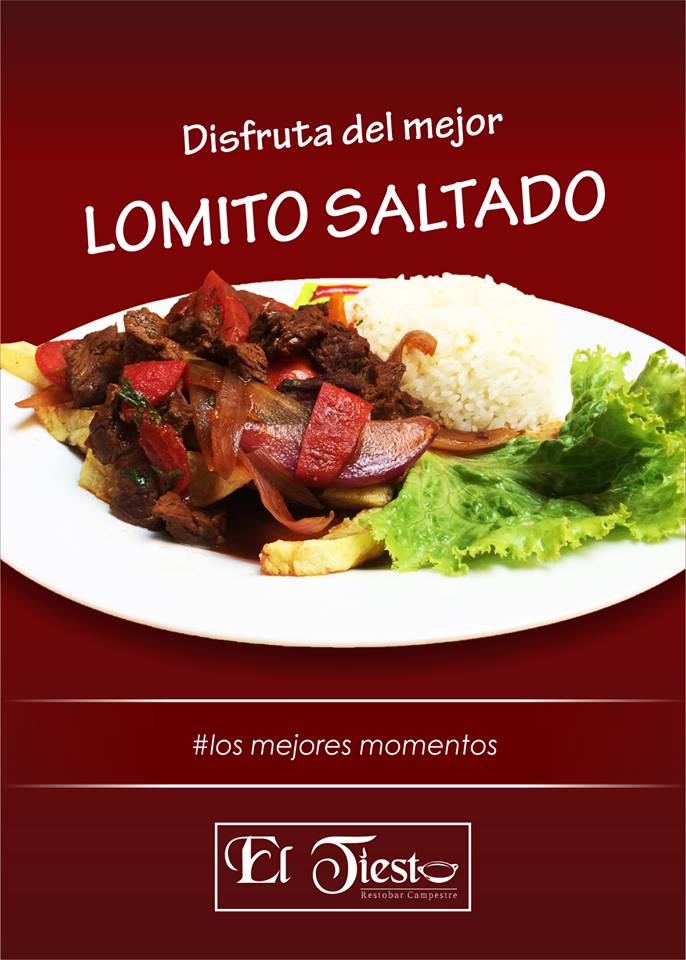 Disfruta del mejor
LOMITO SALTADO
#los mejores momentos
El Tiesto
Restobar Campestre